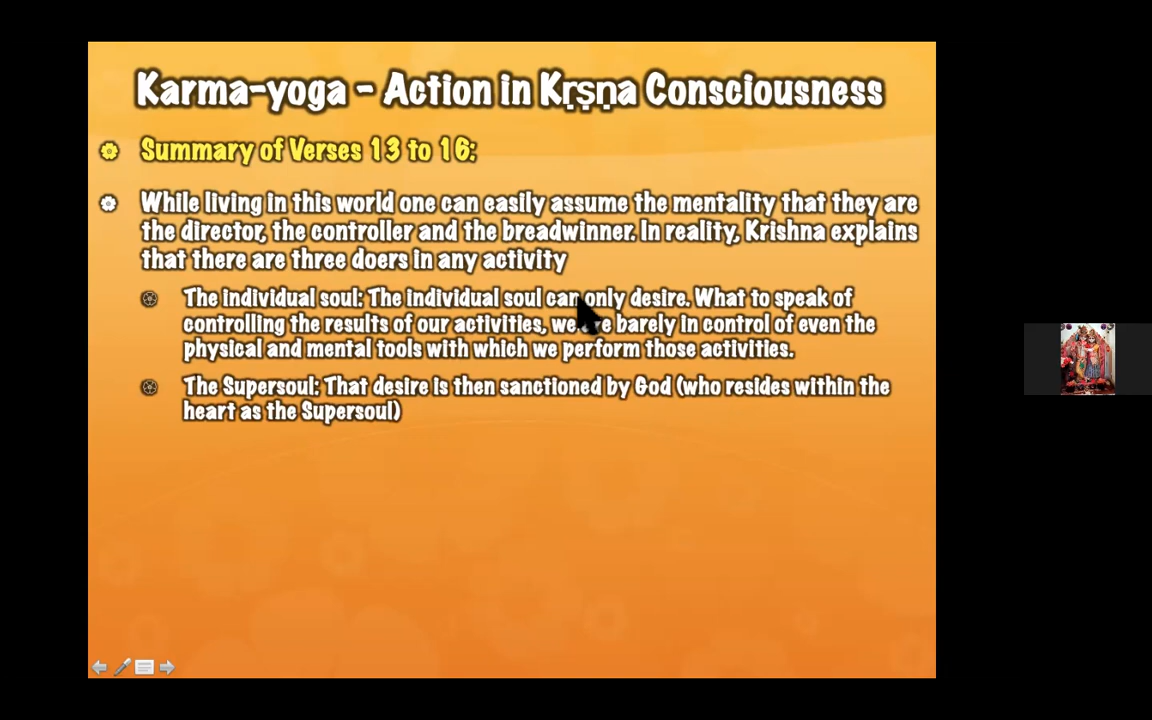 Karma-yoga - Action in Kṛṣṇa Consciousness
Summary of Verses 13 to 16:
While living in this world one can easily assume the mentality that they are
the director, the controller and the breadwinner. In reality, Krishna explains
that there are three doers in any activity
The individual soul: The individual soul can only desire. What to speak of
controlling the results of our activities, we are barely in control of even the
physical and mental tools with which we perform those activities.
The Supersoul: That desire is then sanctioned by God (who resides within the
heart as the Supersoul)